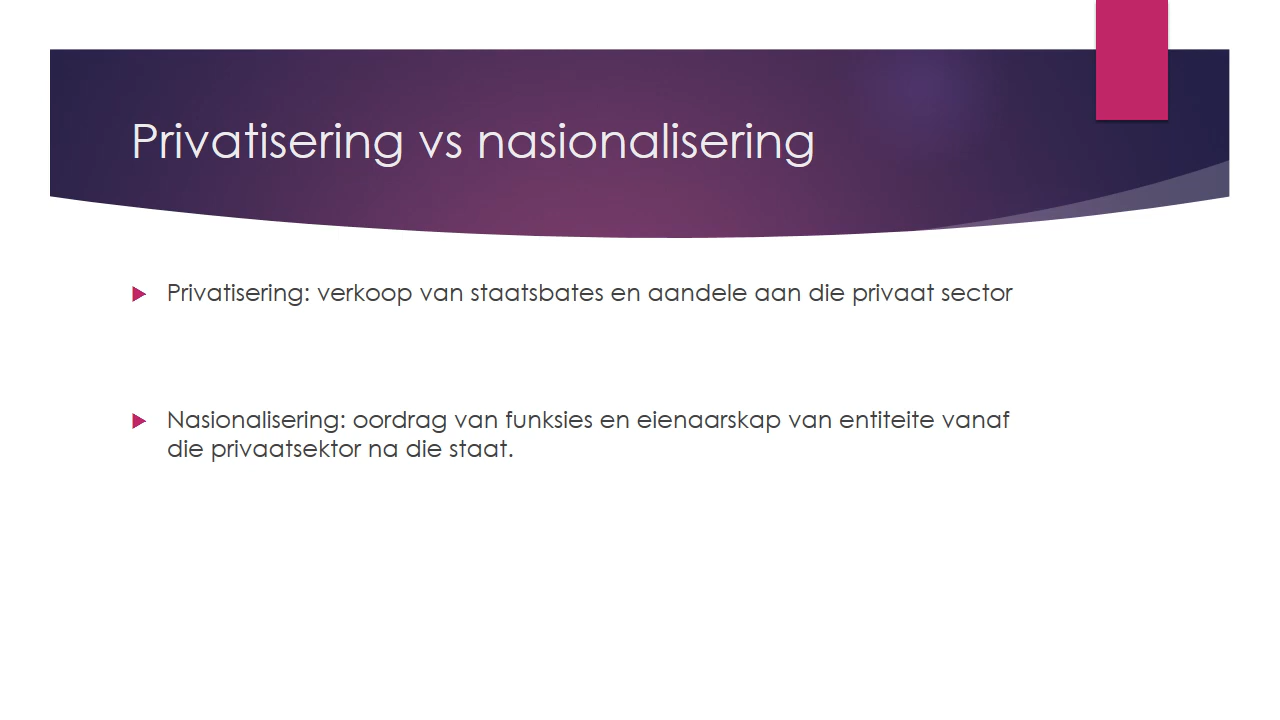 Privatisering vs nasionalisering
Privatisering: verkoop van staatsbates en aandele aan die privaat sector
Nasionalisering: oordrag van funksies en eienaarskap van entiteite vanaf
die privaatsektor na die staat.